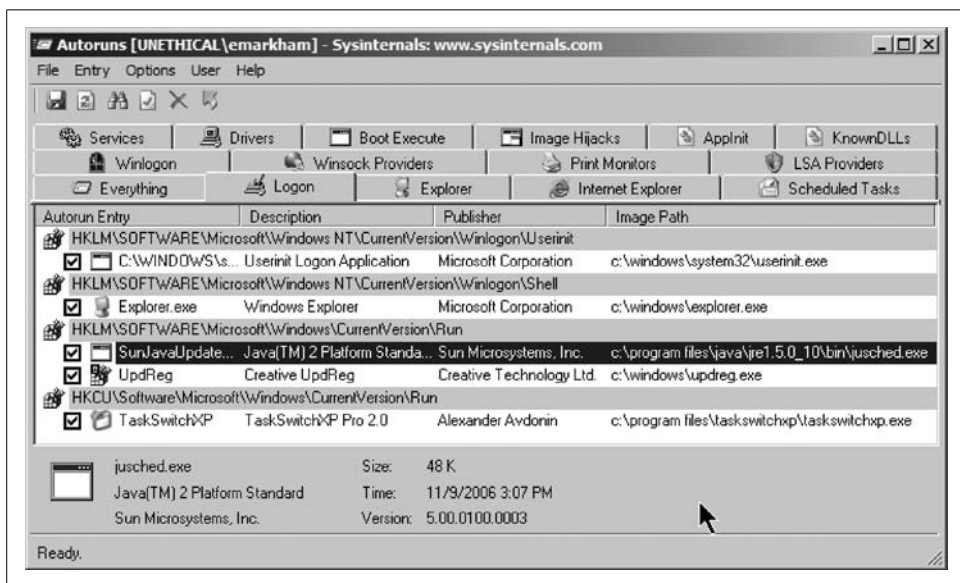 Autoruns [UNETHICAL\emarkham] - Sysinternals: www.sysinternals.com
File Entry Options User Help
Services Drivers Boot Execute Image Hijacks AppInit KnownDLLs
Winlogon Winsock Providers Print Monitors LSA Providers
Everything Logon Explorer Internet Explorer Scheduled Tasks
Autorun Entry Description Publisher Image Path
HKLM\SOFTWARE\Microsoft\Windows NT\CurrentVersion\Winlogon\Userinit
C:\WINDOWS\s... Userinit Logon Application Microsoft Corporation c:\windows\system32\userinit.exe
HKLM\SOFTWARE\Microsoft\Windows NT\CurrentVersion\Winlogon\Shell
Explorer.exe Windows Explorer Microsoft Corporation c:\windows\explorer.exe
HKLM\SOFTWARE\Microsoft\Windows\CurrentVersion\Run
SunJavaUpdate... Java(TM) 2 Platform Standa... Sun Microsystems, Inc. c:\program files\java\jre1.5.0_10\bin\jusched.exe
UpdReg Creative UpdReg Creative Technology Ltd. c:\windows\updreg.exe
HKCU\Software\Microsoft\Windows\CurrentVersion\Run
TaskSwitchXP TaskSwitchXP Pro 2.0 Alexander Avdonin c:\program files\taskswitchxp\taskswitchxp.exe
jusched.exe Size: 48 K
Java(TM) 2 Platform Standard Time: 11/9/2006 3:07 PM
Sun Microsystems, Inc. Version: 5.00.0100.0003
Ready.